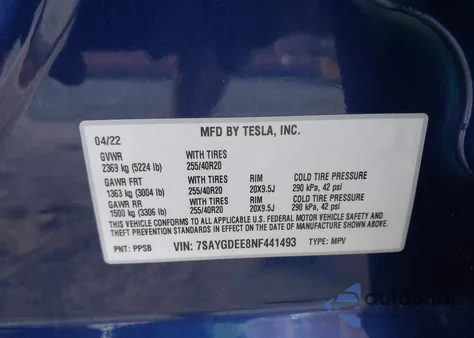 MFD BY TESLA, INC.
04/22
GVWR WITH TIRES
2369 kg (5224 lb) 255/40R20
GAWR FRT WITH TIRES RIM COLD TIRE PRESSURE
1363 kg (3004 lb) 255/40R20 20X9.5J 290 kPa, 42 psi
GAWR RR WITH TIRES RIM COLD TIRE PRESSURE
1500 kg (3306 lb) 255/40R20 20X9.5J 290 kPa, 42 psi
THIS VEHICLE CONFORMS TO ALL APPLICABLE U.S. FEDERAL MOTOR VEHICLE SAFETY AND
THEFT PREVENTION STANDARDS IN EFFECT ON THE DATE OF MANUFACTURE SHOWN ABOVE.
PNT: PPSB VIN: 7SAYGDEE8NF441493 TYPE: MPV